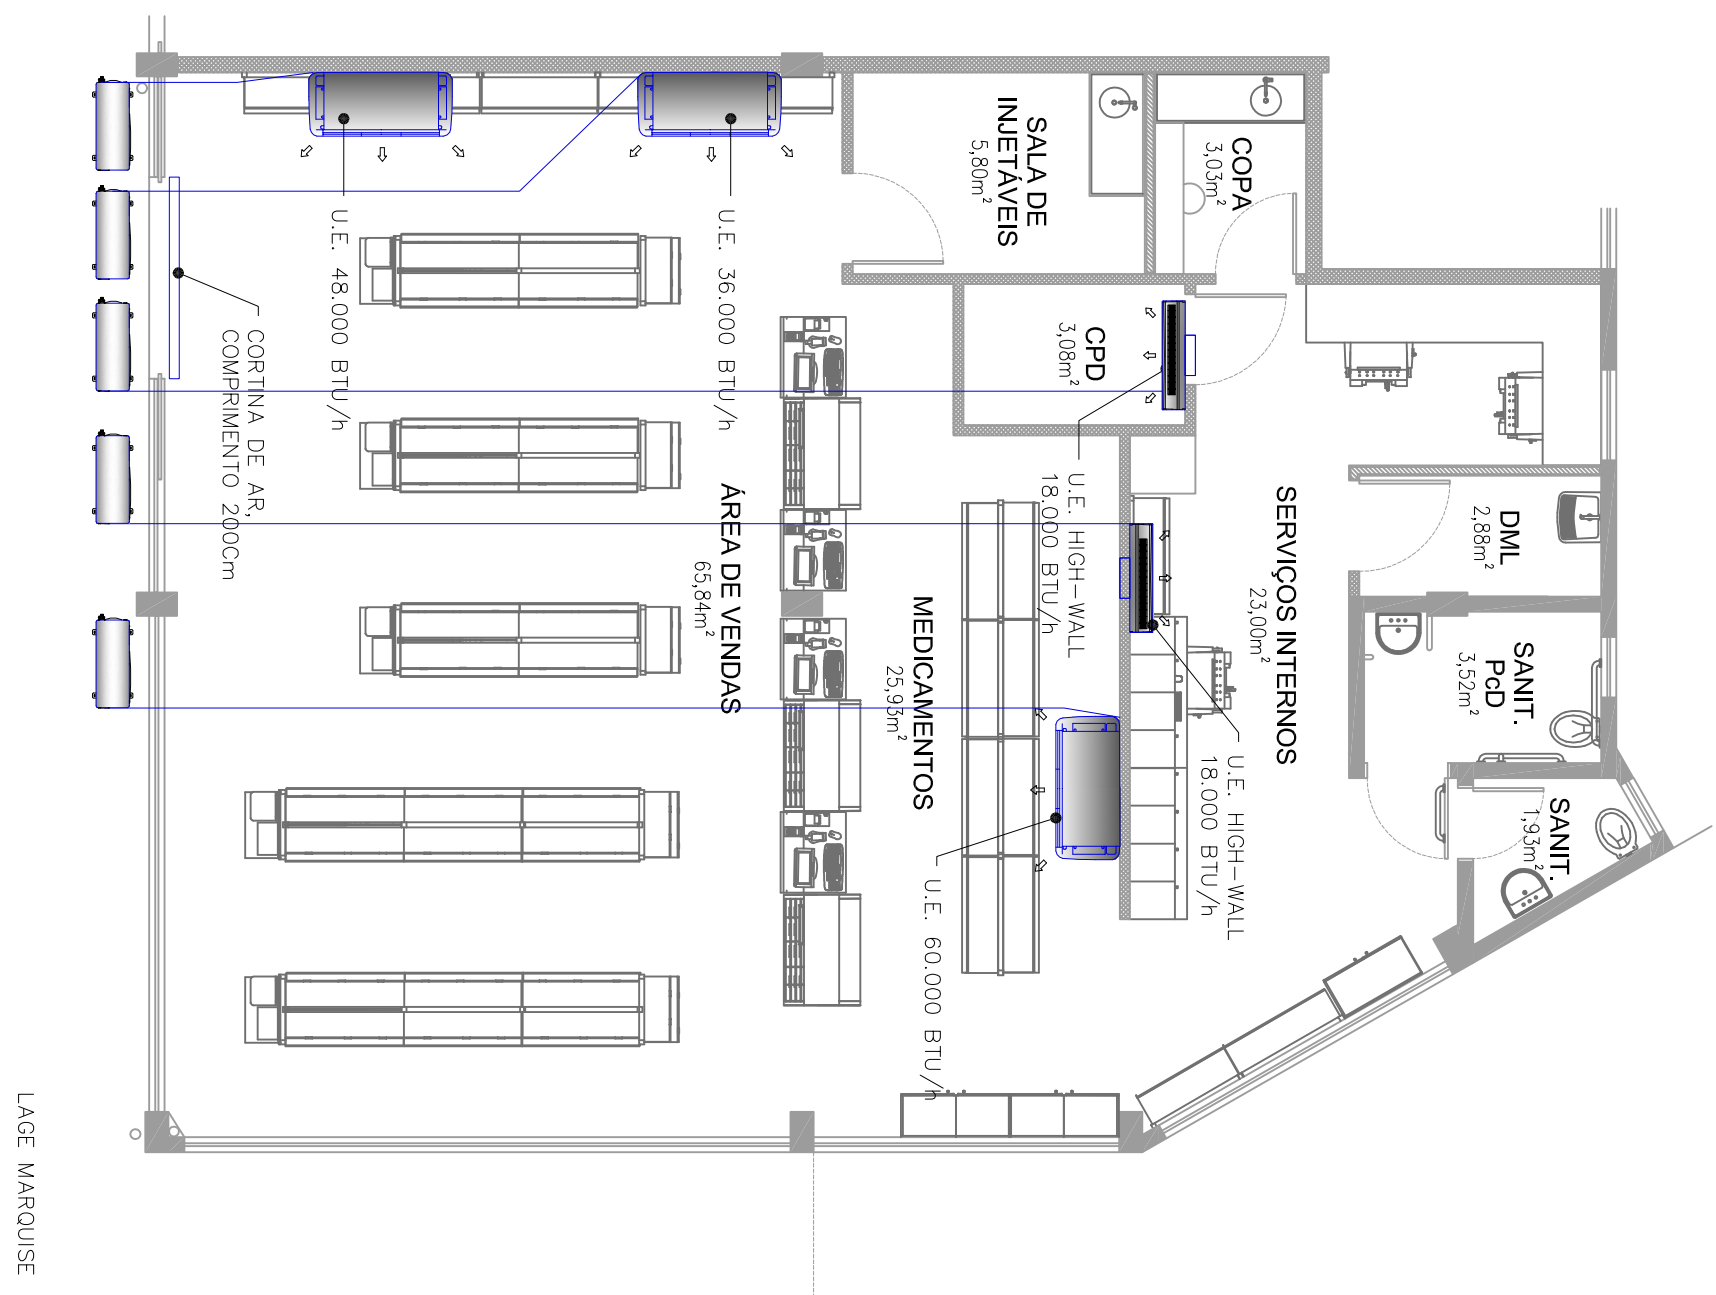 SALA DE
INJETÁVEIS
5,80m²
COPA
3,03m²
U.E. 48.000 BTU/h
U.E. 36.000 BTU/h
CORTINA DE AR,
COMPRIMENTO 200Cm
CPD
3,08m²
U.E. HIGH-WALL
18.000 BTU/h
ÁREA DE VENDAS
65,84m²
MEDICAMENTOS
25,93m²
SERVIÇOS INTERNOS
23,00m²
DML
2,88m²
SANIT.
PcD
3,52m²
SANIT.
1,93m²
U.E. HIGH-WALL
18.000 BTU/h
U.E. 60.000 BTU/h
LAGE MARQUISE